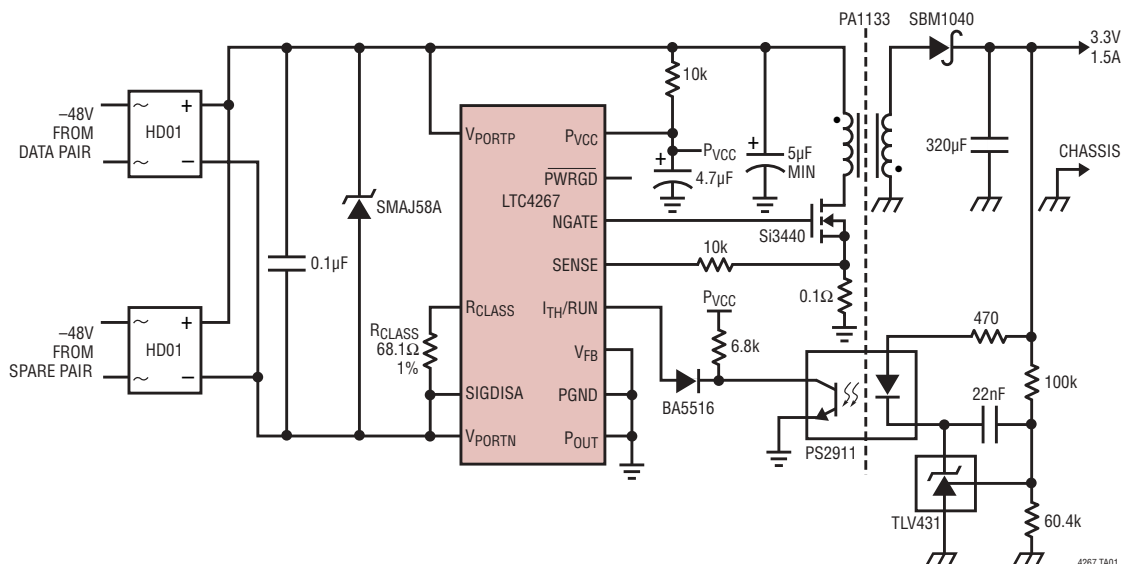 PA1133
SBM1040
3.3V
1.5A
–48V
FROM
DATA PAIR
~
~
HD01
+
–
10k
VPORTP
PVCC
PWRGD
LTC4267
NGATE
SENSE
RCLASS
ITH/RUN
VFB
SIGDISA
PGND
VPORTN
POUT
+
4.7µF
PVCC
+
5µF
MIN
320µF
CHASSIS
SMAJ58A
0.1µF
Si3440
10k
0.1Ω
–48V
FROM
SPARE PAIR
~
~
HD01
+
–
RCLASS
68.1Ω
1%
PVCC
6.8k
BA5516
PS2911
470
100k
22nF
TLV431
60.4k
4267 TA01